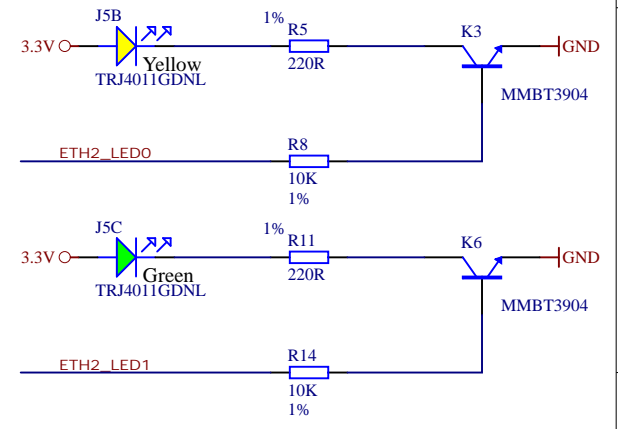 J5B
1%
R5
K3
3.3V
GND
Yellow
220R
TRJ4011GDNL
MMBT3904
ETH2_LED0
R8
10K
1%
J5C
1%
R11
K6
3.3V
GND
Green
220R
TRJ4011GDNL
MMBT3904
ETH2_LED1
R14
10K
1%